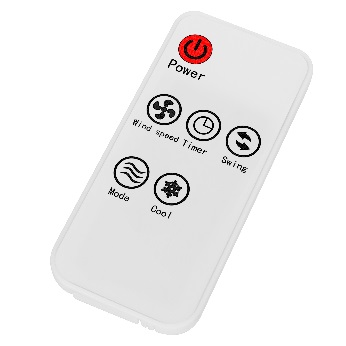 Power
Wind speed Timer Swing
Mode Cool